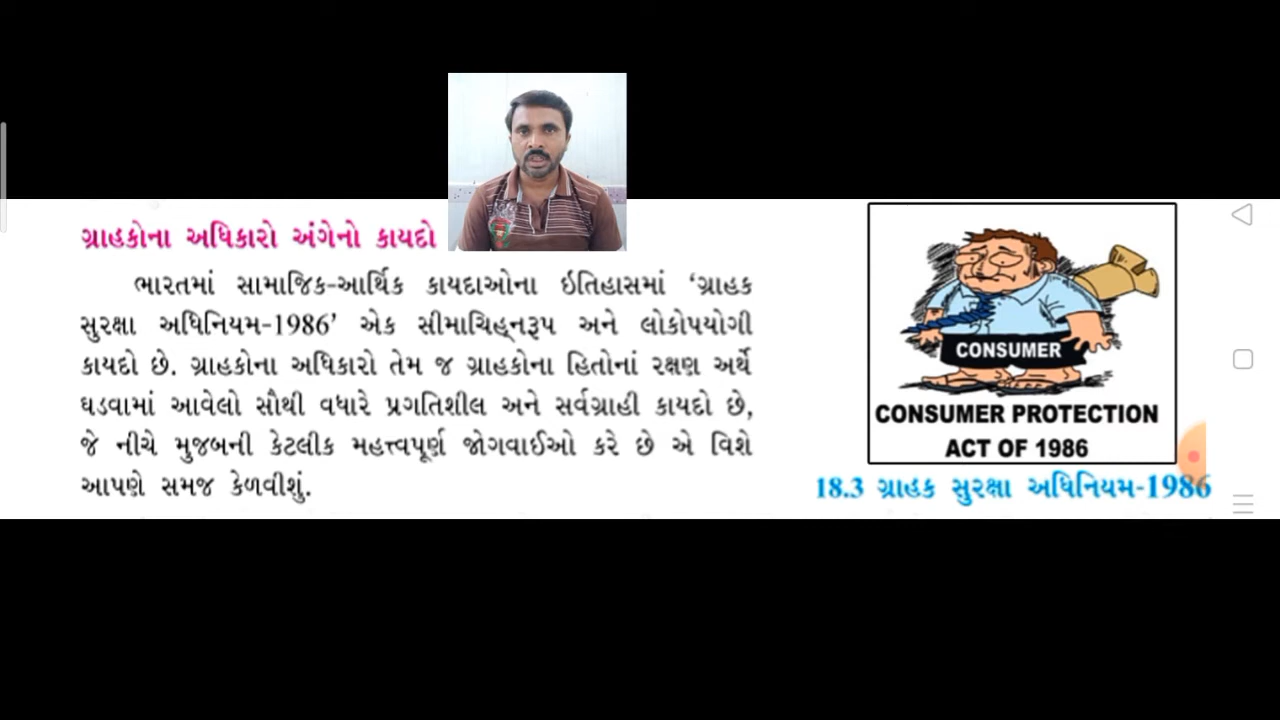 ગ્રાહકોના અધિકારો અંગેનો કાયદો
ભારતમાં સામાજિક-આર્થિક કાયદાઓના ઇતિહાસમાં ‘ગ્રાહક
સુરક્ષા અધિનિયમ-1986’ એક સીમાચિહ્નરૂપ અને લોકોપયોગી
કાયદો છે. ગ્રાહકોના અધિકારો તેમ જ ગ્રાહકોના હિતોનાં રક્ષણ અર્થે
ઘડવામાં આવેલો સૌથી વધારે પ્રગતિશીલ અને સર્વગ્રાહી કાયદો છે,
જે નીચે મુજબની કેટલીક મહત્ત્વપૂર્ણ જોગવાઈઓ કરે છે એ વિશે
આપણે સમજ કેળવીશું.
CONSUMER
CONSUMER PROTECTION
ACT OF 1986
18.3 ગ્રાહક સુરક્ષા અધિનિયમ-1986